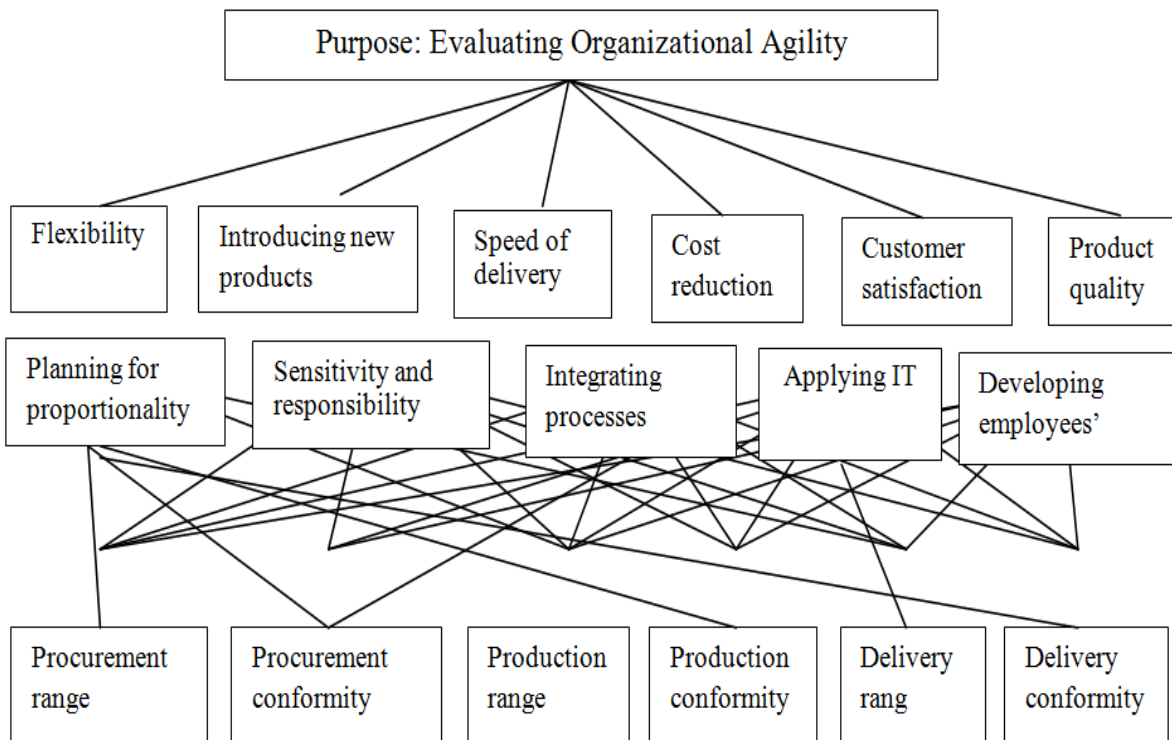 Purpose: Evaluating Organizational Agility
Flexibility
Introducing new
products
Speed of
delivery
Cost
reduction
Customer
satisfaction
Product
quality
Planning for
proportionality
Sensitivity and
responsibility
Integrating
processes
Applying IT
Developing
employees’
Procurement
range
Procurement
conformity
Production
range
Production
conformity
Delivery
rang
Delivery
conformity